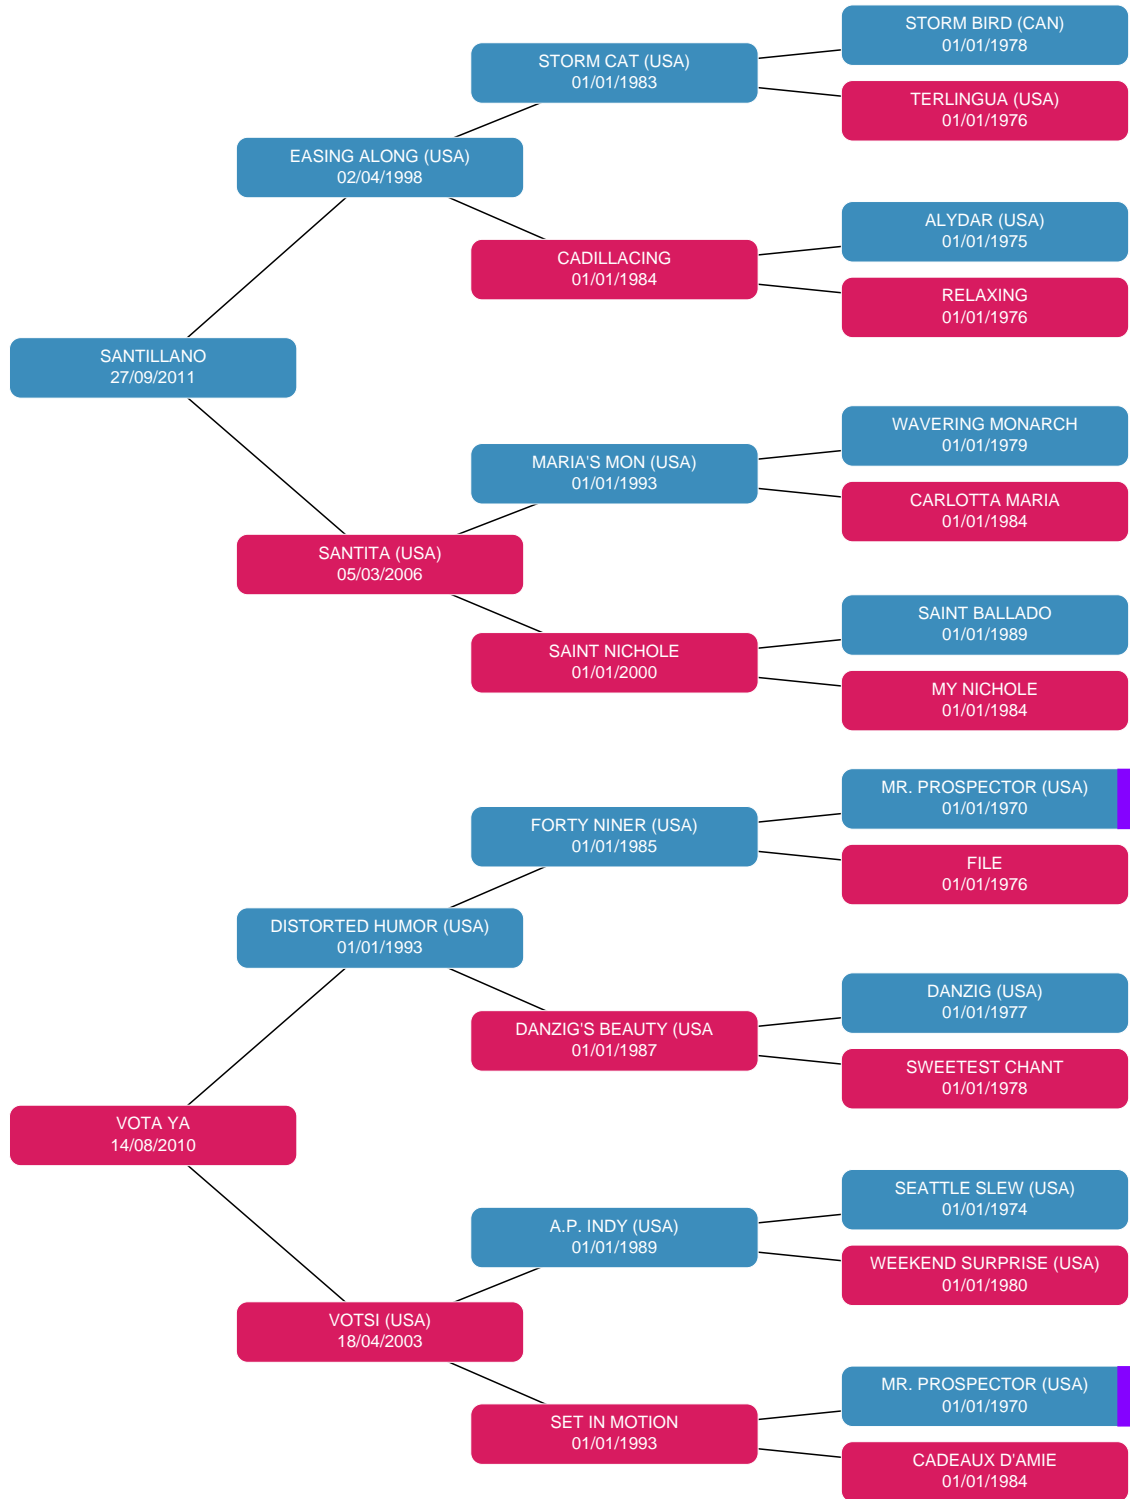 STORM BIRD (CAN)
01/01/1978
STORM CAT (USA)
01/01/1983
TERLINGUA (USA)
01/01/1976
EASING ALONG (USA)
02/04/1998
ALYDAR (USA)
01/01/1975
CADILLACING
01/01/1984
RELAXING
01/01/1976
SANTILLANO
27/09/2011
WAVERING MONARCH
01/01/1979
MARIA'S MON (USA)
01/01/1993
CARLOTTA MARIA
01/01/1984
SANTITA (USA)
05/03/2006
SAINT BALLADO
01/01/1989
SAINT NICHOLE
01/01/2000
MY NICHOLE
01/01/1984
MR. PROSPECTOR (USA)
01/01/1970
FORTY NINER (USA)
01/01/1985
FILE
01/01/1976
DISTORTED HUMOR (USA)
01/01/1993
DANZIG (USA)
01/01/1977
DANZIG'S BEAUTY (USA
01/01/1987
SWEETEST CHANT
01/01/1978
VOTA YA
14/08/2010
SEATTLE SLEW (USA)
01/01/1974
A.P. INDY (USA)
01/01/1989
WEEKEND SURPRISE (USA)
01/01/1980
VOTSI (USA)
18/04/2003
MR. PROSPECTOR (USA)
01/01/1970
SET IN MOTION
01/01/1993
CADEAUX D'AMIE
01/01/1984